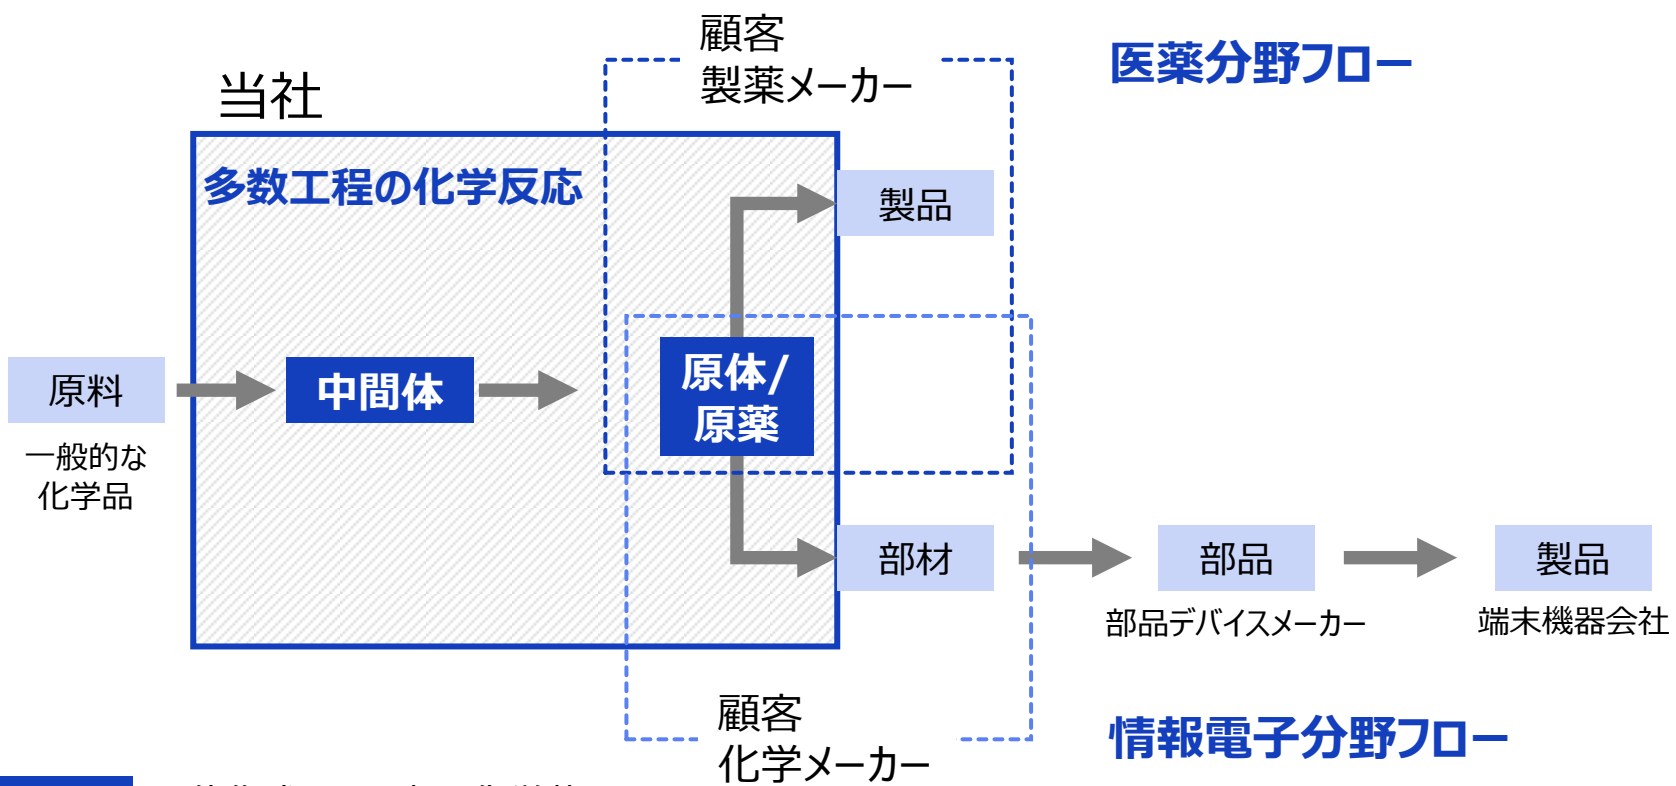 顧客
製薬メーカー
医薬分野フロー
当社
多数工程の化学反応
製品
原料
中間体
原体/
原薬
一般的な
化学品
部材
部品
製品
部品デバイスメーカー
端末機器会社
顧客
化学メーカー
情報電子分野フロー